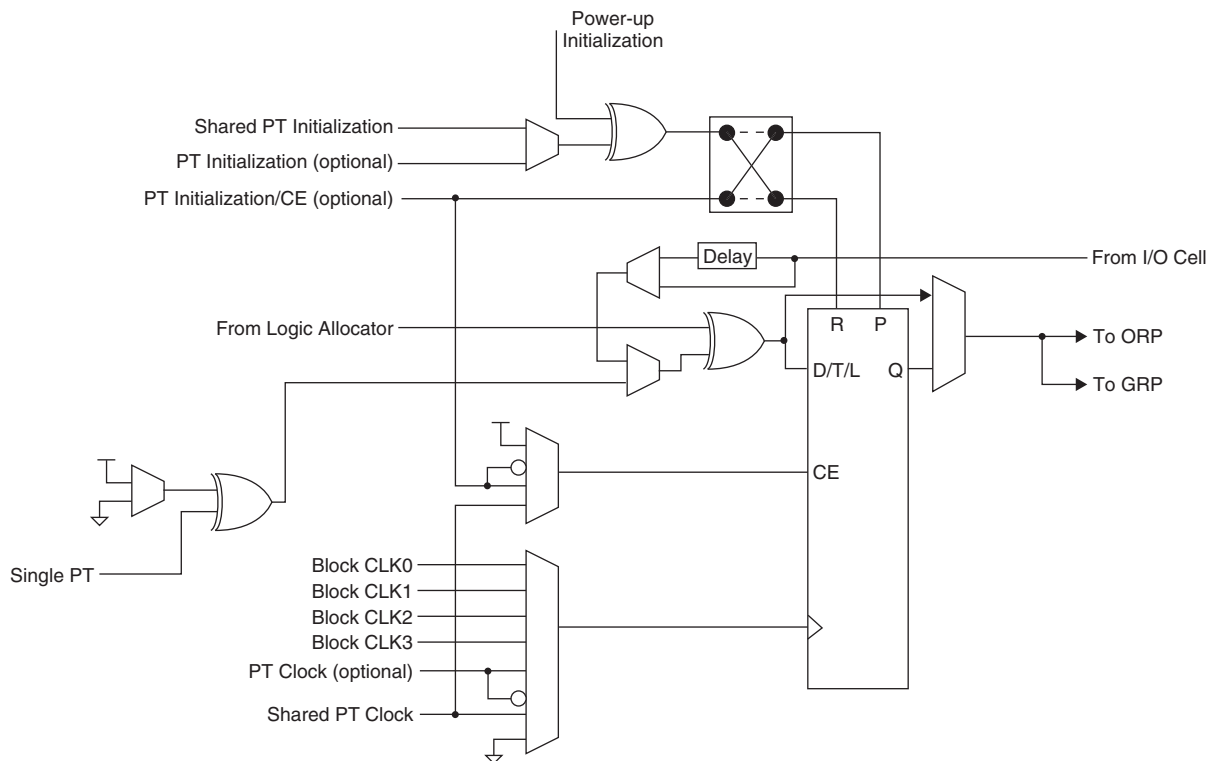 Power-up
Initialization
Shared PT Initialization
PT Initialization (optional)
PT Initialization/CE (optional)
Delay
From I/O Cell
From Logic Allocator
R
P
To ORP
D/T/L
Q
To GRP
CE
Single PT
Block CLK0
Block CLK1
Block CLK2
Block CLK3
PT Clock (optional)
Shared PT Clock